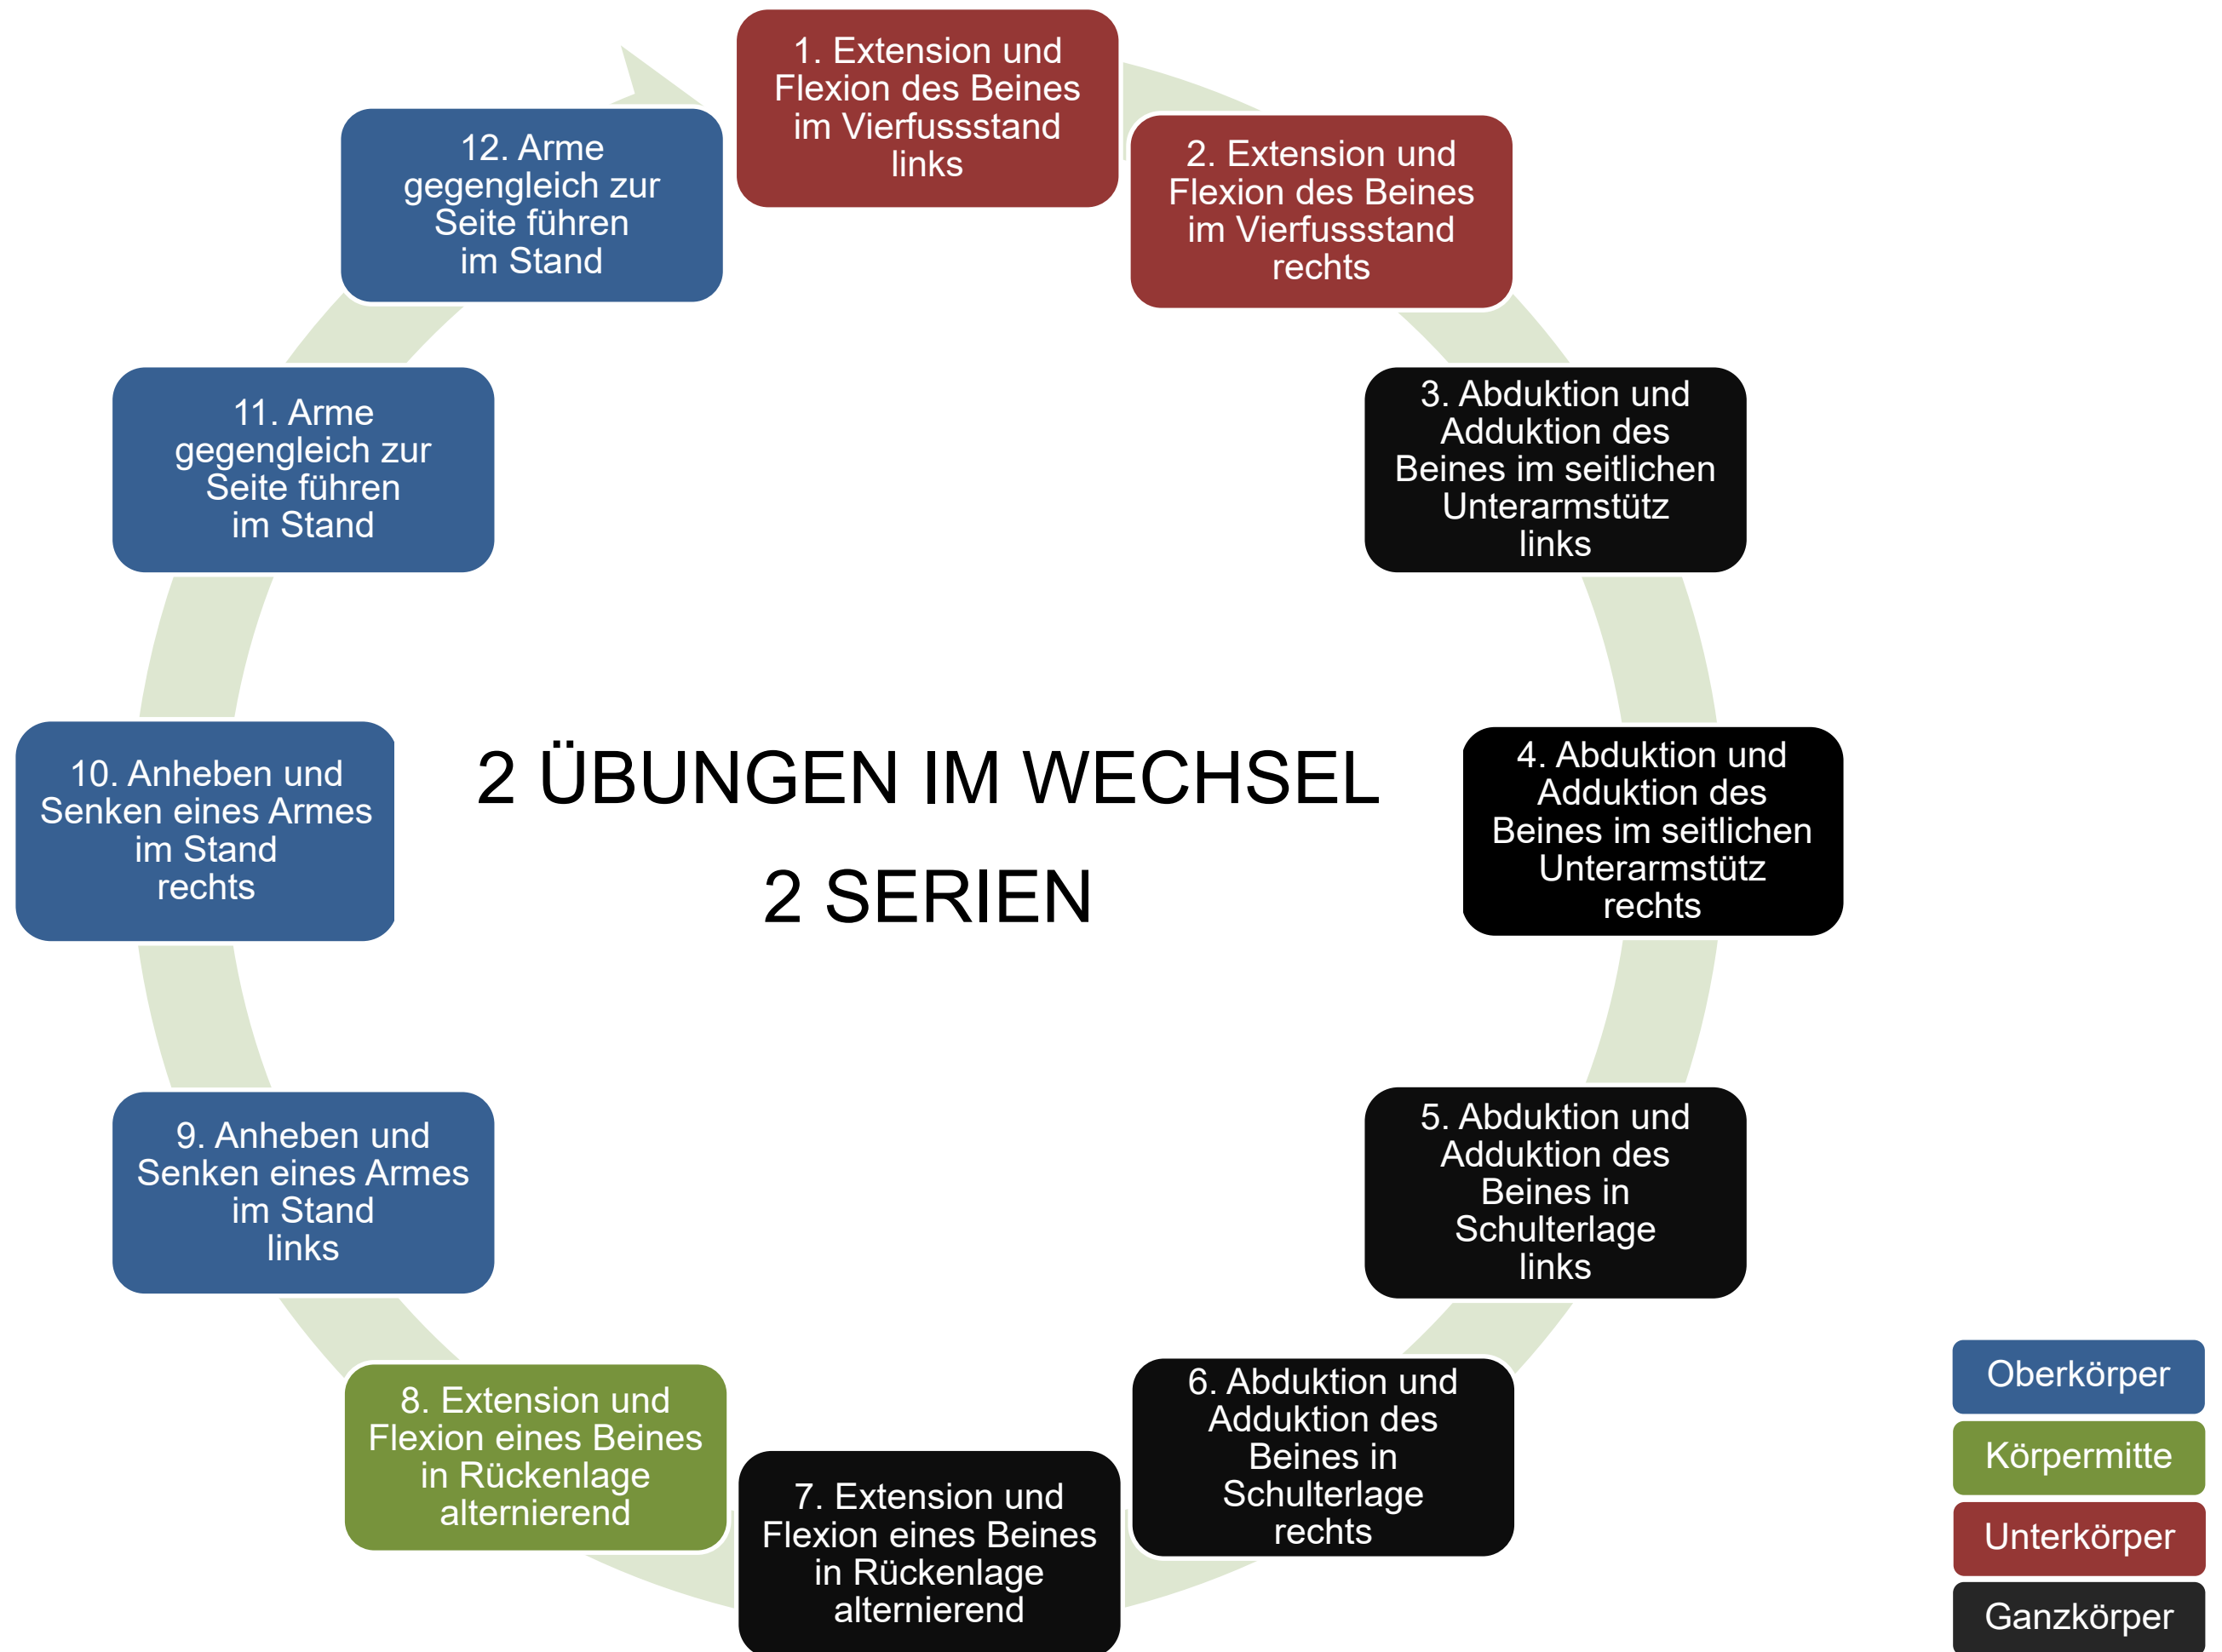 1. Extension und
Flexion des Beines
im Vierfussstand
links
2. Extension und
Flexion des Beines
im Vierfussstand
rechts
3. Abduktion und
Adduktion des
Beines im seitlichen
Unterarmstütz
links
4. Abduktion und
Adduktion des
Beines im seitlichen
Unterarmstütz
rechts
5. Abduktion und
Adduktion des
Beines in
Schulterlage
links
6. Abduktion und
Adduktion des
Beines in
Schulterlage
rechts
7. Extension und
Flexion eines Beines
in Rückenlage
alternierend
8. Extension und
Flexion eines Beines
in Rückenlage
alternierend
9. Anheben und
Senken eines Armes
im Stand
links
10. Anheben und
Senken eines Armes
im Stand
rechts
11. Arme
gegengleich zur
Seite führen
im Stand
12. Arme
gegengleich zur
Seite führen
im Stand
2 ÜBUNGEN IM WECHSEL
2 SERIEN
Oberkörper
Körpermitte
Unterkörper
Ganzkörper